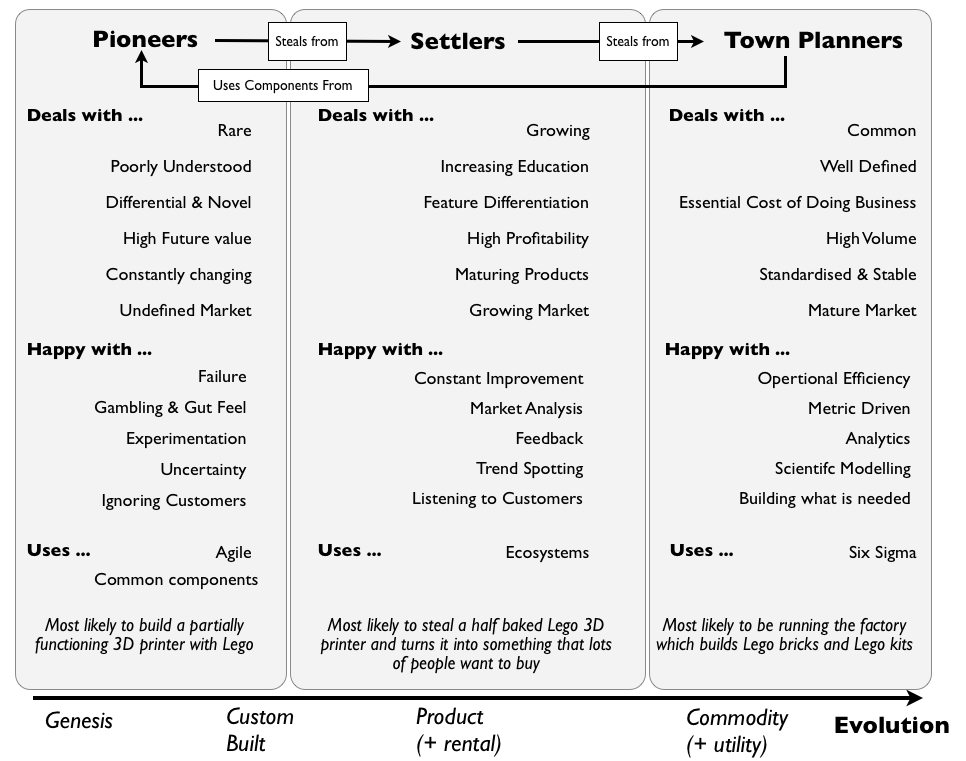 Pioneers
Steals from
Settlers
Steals from
Town Planners
Uses Components From
Deals with ...
Rare
Poorly Understood
Differential & Novel
High Future value
Constantly changing
Undefined Market
Happy with ...
Failure
Gambling & Gut Feel
Experimentation
Uncertainty
Ignoring Customers
Uses ...
Agile
Common components
Most likely to build a partially
functioning 3D printer with Lego
Deals with ...
Growing
Increasing Education
Feature Differentiation
High Profitability
Maturing Products
Growing Market
Happy with ...
Constant Improvement
Market Analysis
Feedback
Trend Spotting
Listening to Customers
Uses ...
Ecosystems
Most likely to steal a half baked Lego 3D
printer and turns it into something that lots
of people want to buy
Deals with ...
Common
Well Defined
Essential Cost of Doing Business
High Volume
Standardised & Stable
Mature Market
Happy with ...
Opertional Efficiency
Metric Driven
Analytics
Scientifc Modelling
Building what is needed
Uses ...
Six Sigma
Most likely to be running the factory
which builds Lego bricks and Lego kits
Genesis
Custom
Built
Product
(+ rental)
Commodity
(+ utility)
Evolution